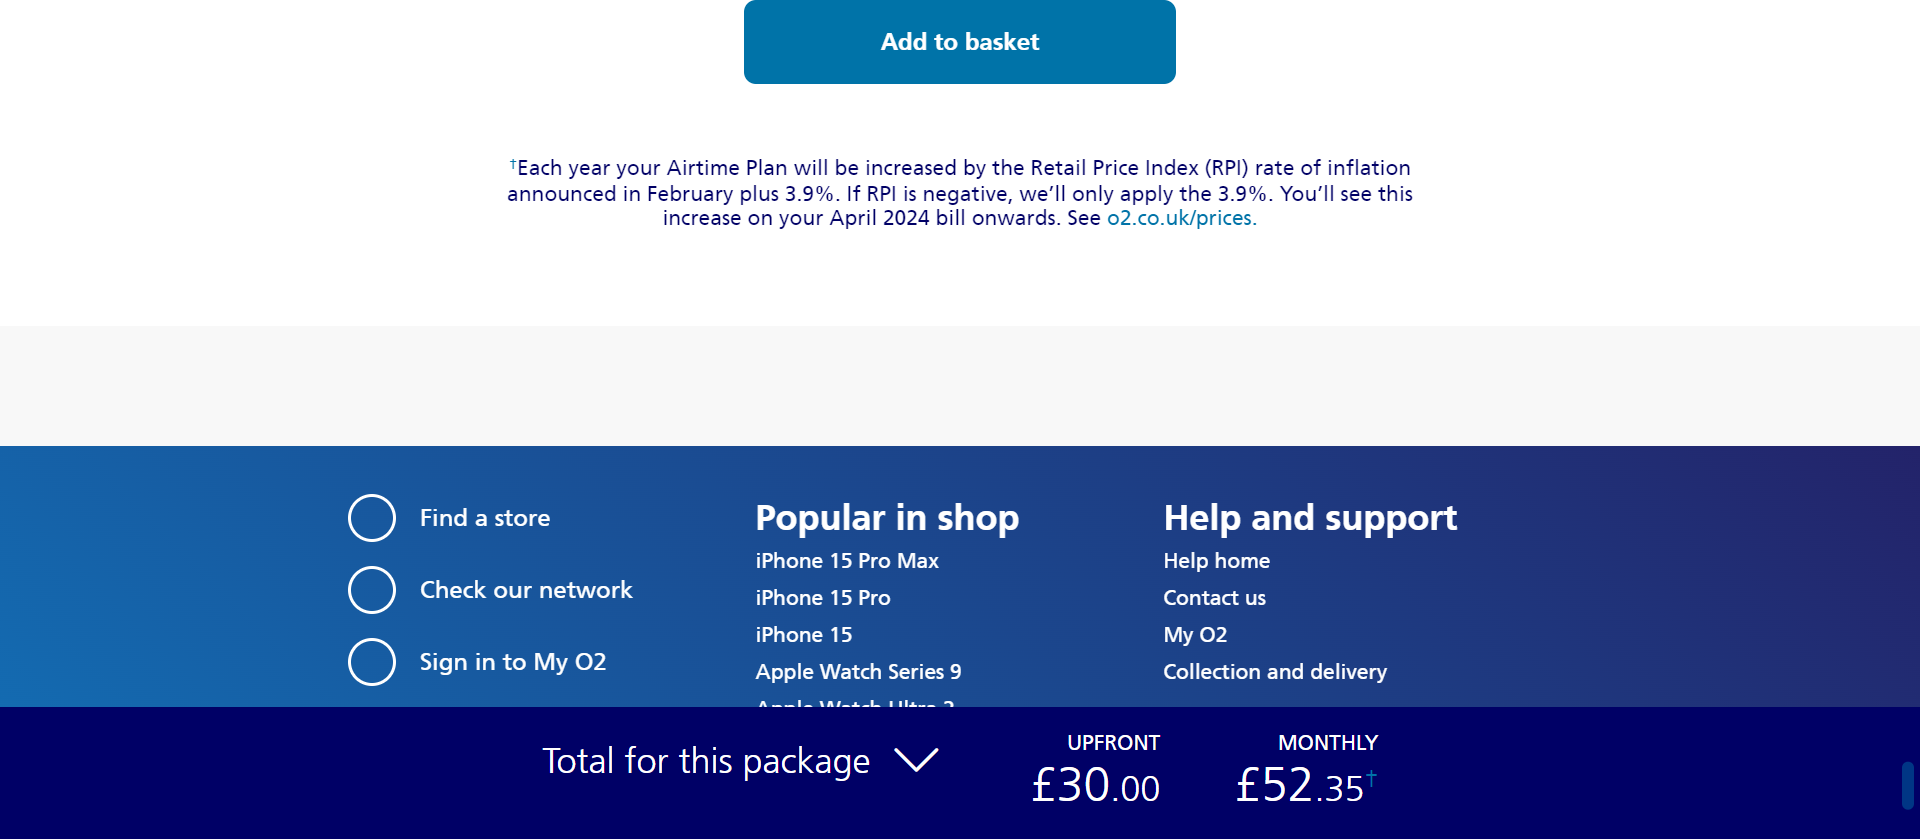 Add to basket
†Each year your Airtime Plan will be increased by the Retail Price Index (RPI) rate of inflation
announced in February plus 3.9%. If RPI is negative, we’ll only apply the 3.9%. You’ll see this
increase on your April 2024 bill onwards. See o2.co.uk/prices.
Find a store
Check our network
Sign in to My O2
Popular in shop
iPhone 15 Pro Max
iPhone 15 Pro
iPhone 15
Apple Watch Series 9
Apple Watch Ultra 2
Help and support
Help home
Contact us
My O2
Collection and delivery
Total for this package
UPFRONT
£30.00
MONTHLY
£52.35†